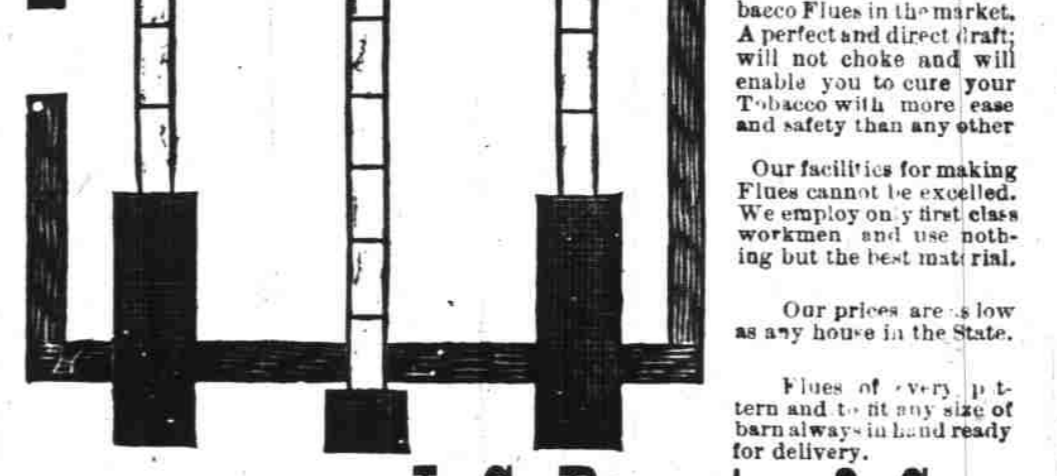 bacco Flues in the market.
A perfect and direct draft;
will not choke and will
enable you to cure your
Tobacco with more ease
and safety than any other
Our facilities for making
Flues cannot be excelled.
We employ only first class
workmen and use noth-
ing but the best material.
Our prices are as low
as any house in the State.
Flues of every pat-
tern and to fit any size of
barn always in hand ready
for delivery.